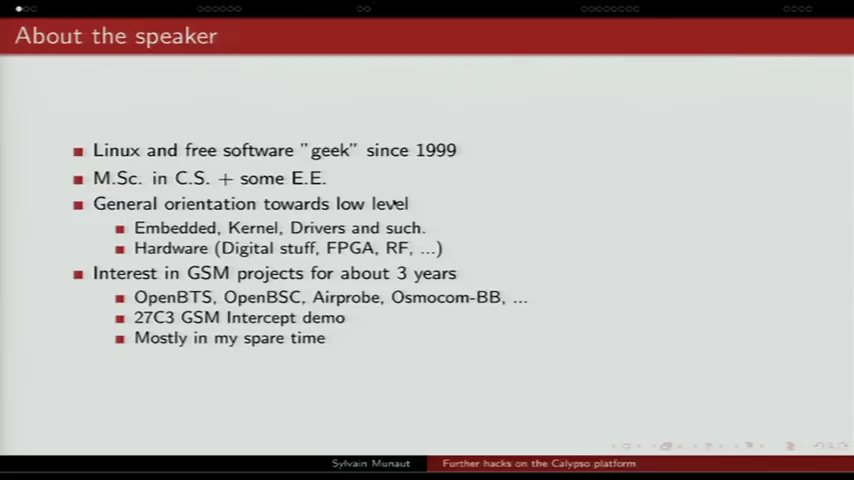 About the speaker
Linux and free software "geek" since 1999
M.Sc. in C.S. + some E.E.
General orientation towards low level
Embedded, Kernel, Drivers and such.
Hardware (Digital stuff, FPGA, RF, ...)
Interest in GSM projects for about 3 years
OpenBTS, OpenBSC, Airprobe, Osmocom-BB, ...
27C3 GSM Intercept demo
Mostly in my spare time
Sylvain Munaut
Further hacks on the Calypso platform